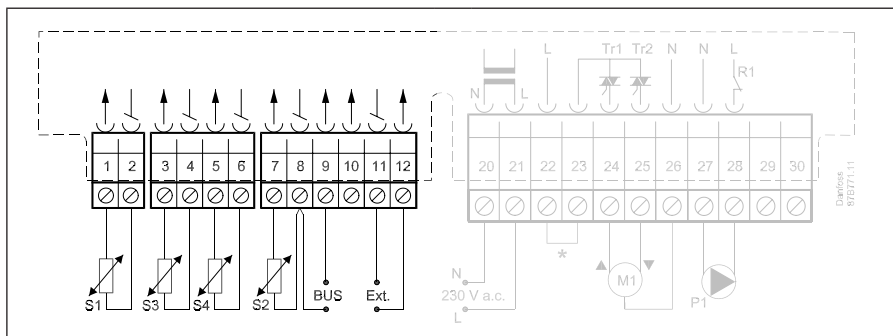 L Tr1 Tr2 N N L
R1
N L
1 2 3 4 5 6 7 8 9 10 11 12 20 21 22 23 24 25 26 27 28 29 30
Danfoss
87B771.11
*
N
230 V a.c.
L
M1
P1
S1 S3 S4 S2 BUS Ext.